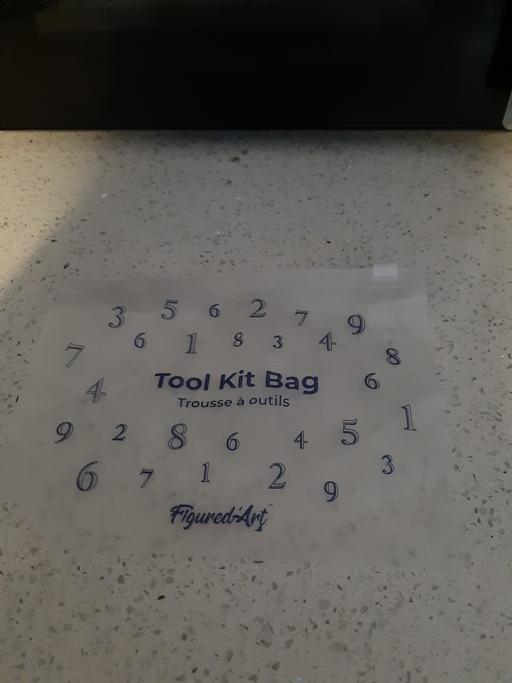 3 5 6 2 7 9
7 6 1 8 3 4 8
4 Tool Kit Bag 6
Trousse à outils
9 2 8 6 4 5 1
6 7 1 2 9 3
Figured'Art